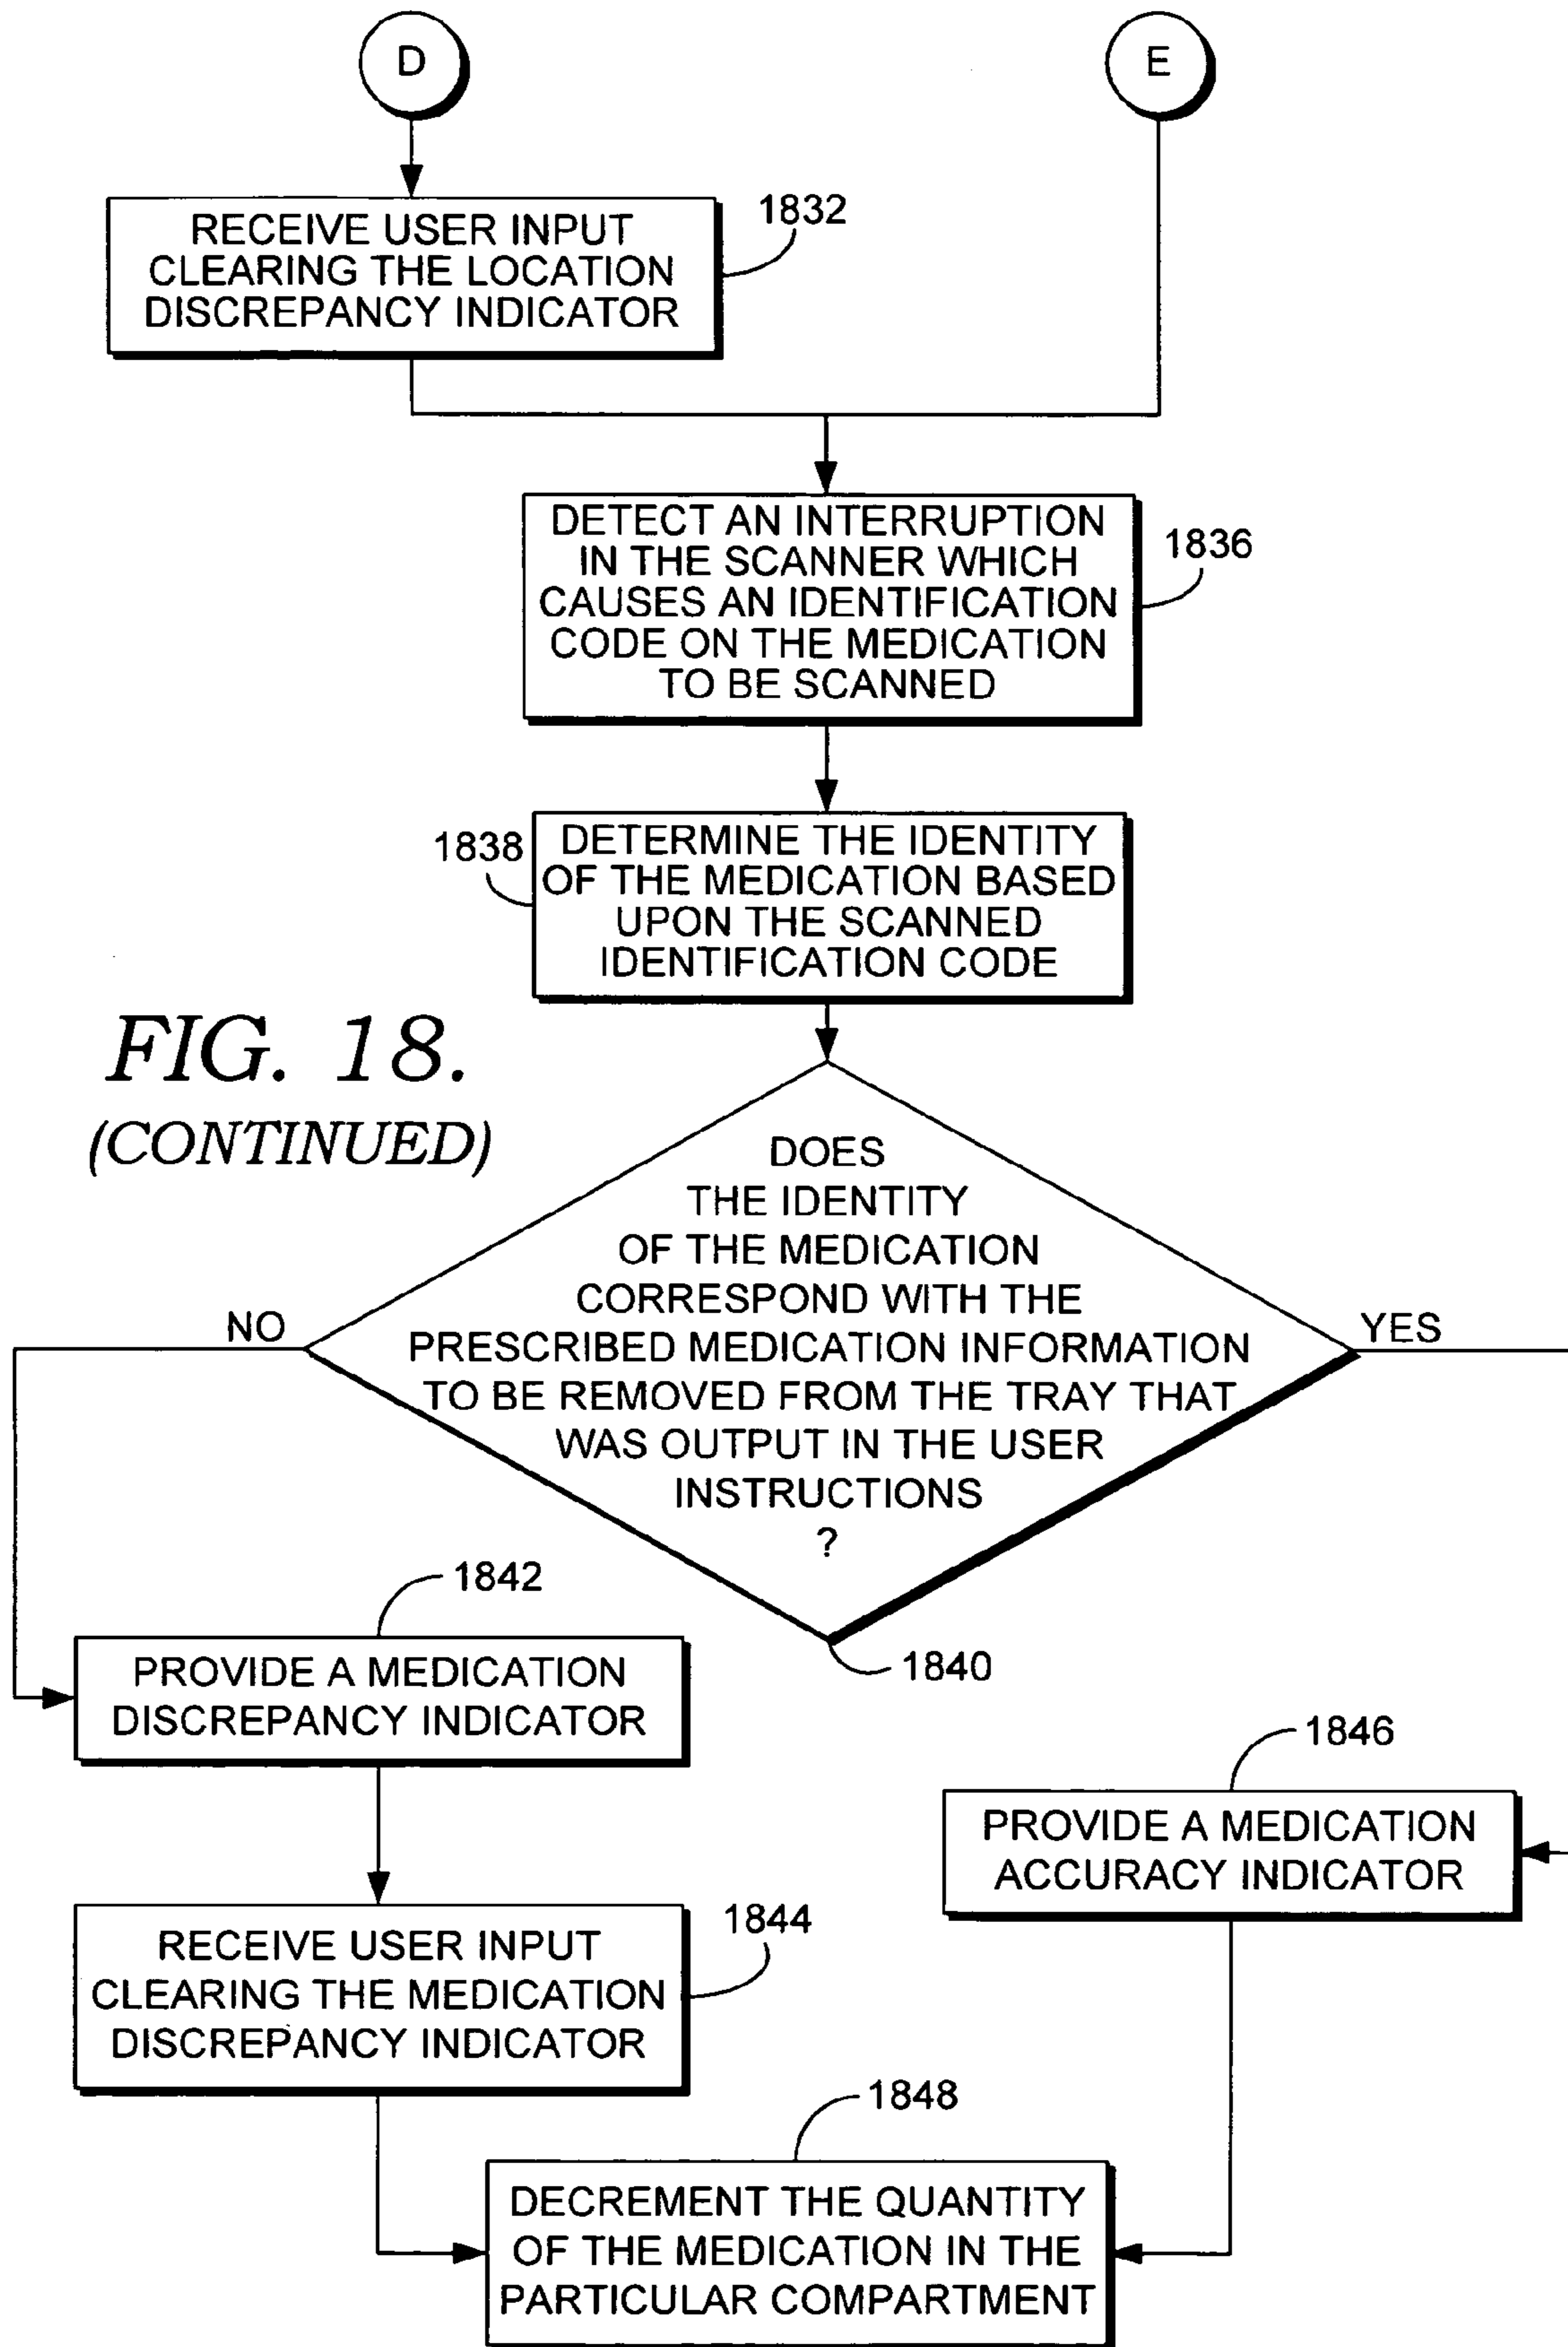 D
E
1832
RECEIVE USER INPUT
CLEARING THE LOCATION
DISCREPANCY INDICATOR
1836
DETECT AN INTERRUPTION
IN THE SCANNER WHICH
CAUSES AN IDENTIFICATION
CODE ON THE MEDICATION
TO BE SCANNED
1838
DETERMINE THE IDENTITY
OF THE MEDICATION BASED
UPON THE SCANNED
IDENTIFICATION CODE
FIG. 18.
(CONTINUED)
DOES
THE IDENTITY
OF THE MEDICATION
CORRESPOND WITH THE
PRESCRIBED MEDICATION INFORMATION
TO BE REMOVED FROM THE TRAY THAT
WAS OUTPUT IN THE USER
INSTRUCTIONS
?
NO
YES
1840
1842
PROVIDE A MEDICATION
DISCREPANCY INDICATOR
1846
PROVIDE A MEDICATION
ACCURACY INDICATOR
1844
RECEIVE USER INPUT
CLEARING THE MEDICATION
DISCREPANCY INDICATOR
1848
DECREMENT THE QUANTITY
OF THE MEDICATION IN THE
PARTICULAR COMPARTMENT